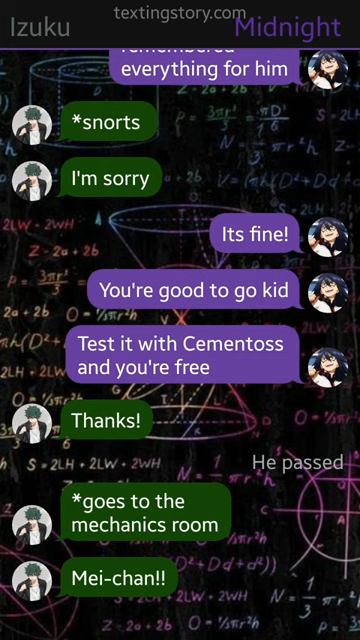 textingstory.com
Izuku
Midnight
remembered
everything for him
*snorts
I'm sorry
Its fine!
You're good to go kid
Test it with Cementoss
and you're free
Thanks!
He passed
*goes to the
mechanics room
Mei-chan!!